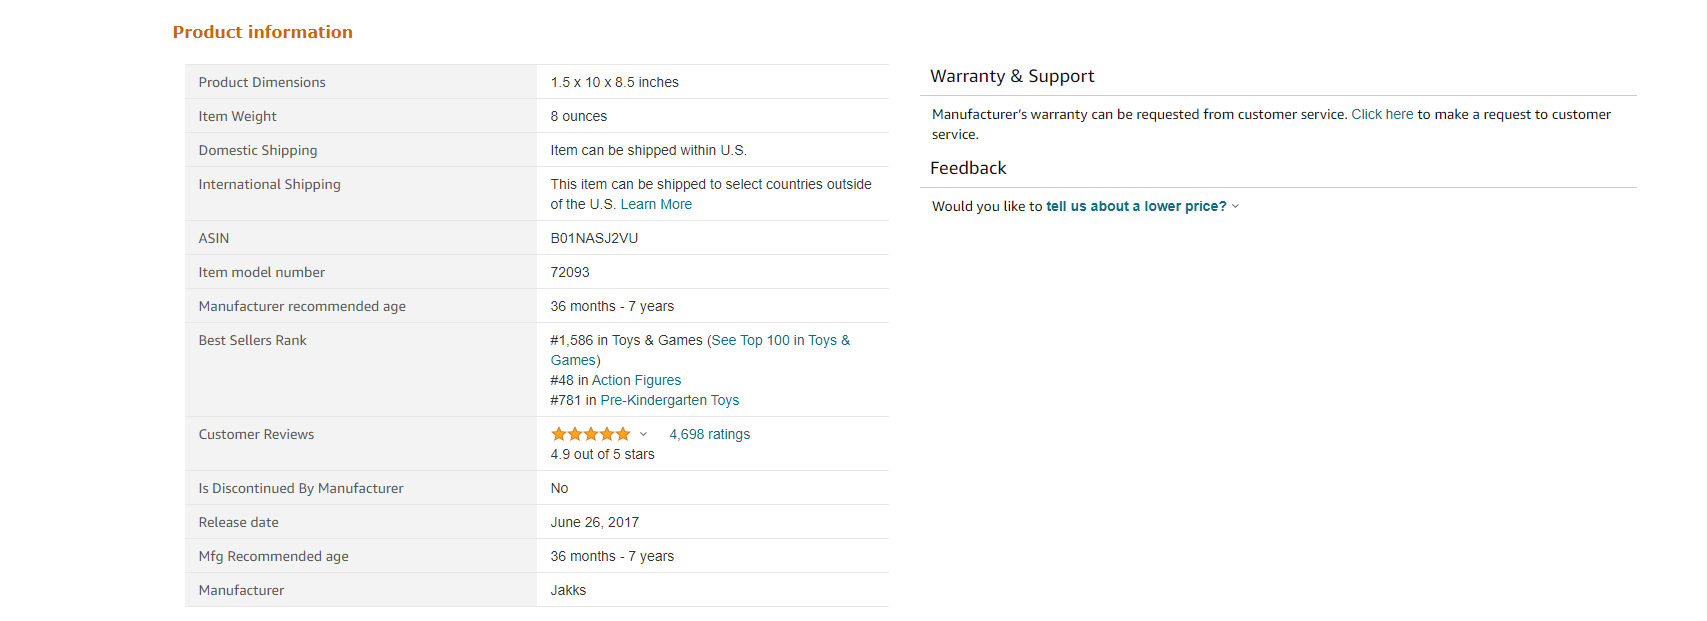 Product information
Product Dimensions 1.5 x 10 x 8.5 inches
Item Weight 8 ounces
Domestic Shipping Item can be shipped within U.S.
International Shipping This item can be shipped to select countries outside
of the U.S. Learn More
ASIN B01NASJ2VU
Item model number 72093
Manufacturer recommended age 36 months - 7 years
Best Sellers Rank #1,586 in Toys & Games (See Top 100 in Toys &
Games)
#48 in Action Figures
#781 in Pre-Kindergarten Toys
Customer Reviews 4,698 ratings
4.9 out of 5 stars
Is Discontinued By Manufacturer No
Release date June 26, 2017
Mfg Recommended age 36 months - 7 years
Manufacturer Jakks
Warranty & Support
Manufacturer's warranty can be requested from customer service. Click here to make a request to customer
service.
Feedback
Would you like to tell us about a lower price?